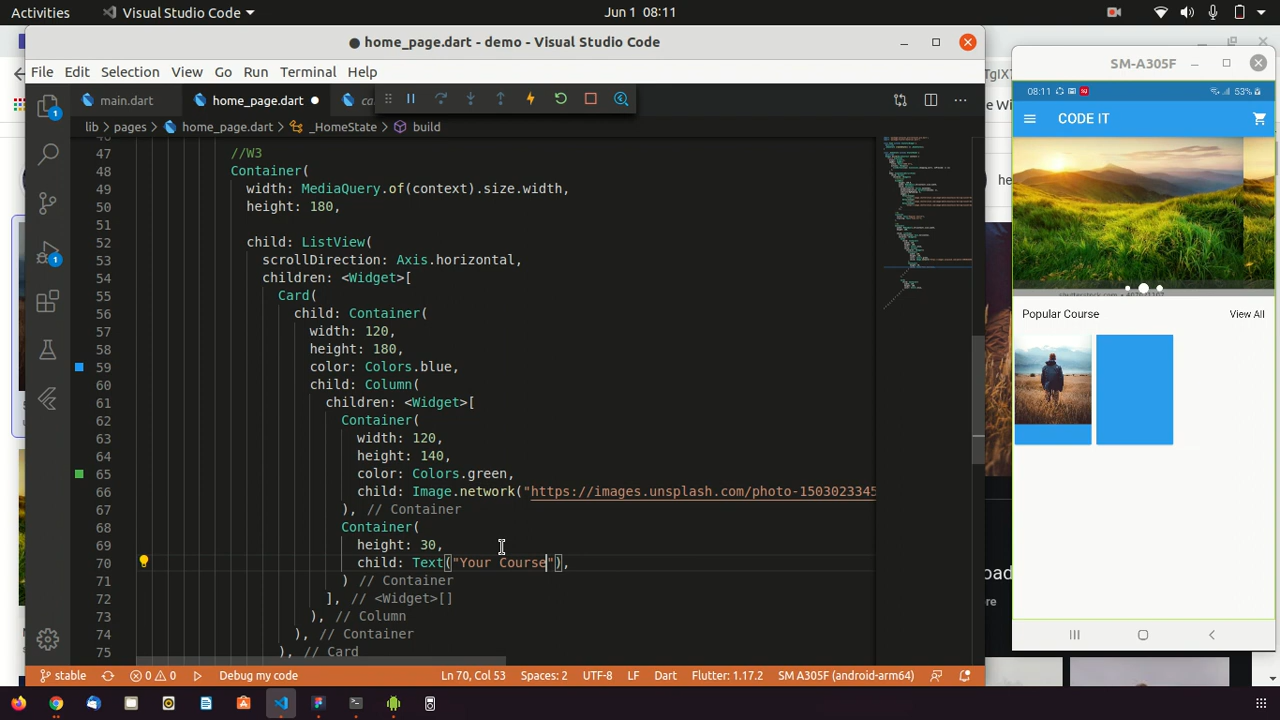 Activities
Visual Studio Code
Jun 1 08:11
● home_page.dart - demo - Visual Studio Code
File Edit Selection View Go Run Terminal Help
main.dart
home_page.dart
lib > pages > home_page.dart > _HomeState > build
47 //W3
48 Container(
49 width: MediaQuery.of(context).size.width,
50 height: 180,
51
52 child: ListView(
53 scrollDirection: Axis.horizontal,
54 children: <Widget>[
55 Card(
56 child: Container(
57 width: 120,
58 height: 180,
59 color: Colors.blue,
60 child: Column(
61 children: <Widget>[
62 Container(
63 width: 120,
64 height: 140,
65 color: Colors.green,
66 child: Image.network("https://images.unsplash.com/photo-1503023345
67 ), // Container
68 Container(
69 height: 30,
70 child: Text("Your Course"),
71 ) // Container
72 ], // <Widget>[]
73 ), // Column
74 ), // Container
75 ), // Card
stable 0 0 Debug my code Ln 70, Col 53 Spaces: 2 UTF-8 LF Dart Flutter: 1.17.2 SM A305F (android-arm64)
1
1
SM-A305F
08:11 53%
CODE IT
Popular Course View All